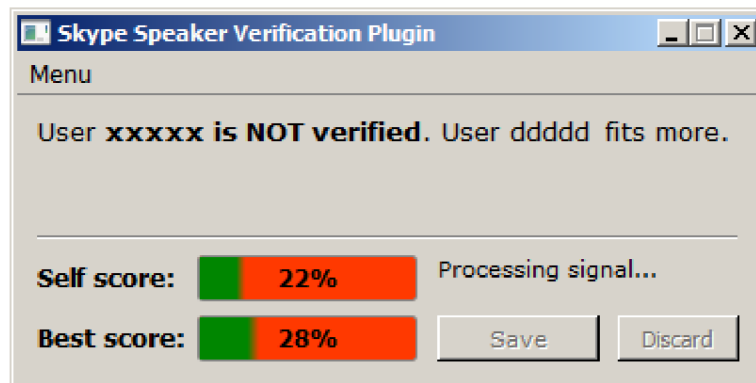 Skype Speaker Verification Plugin
Menu
User xxxxx is NOT verified. User ddddd fits more.
Self score: 22% Processing signal...
Best score: 28% Save Discard